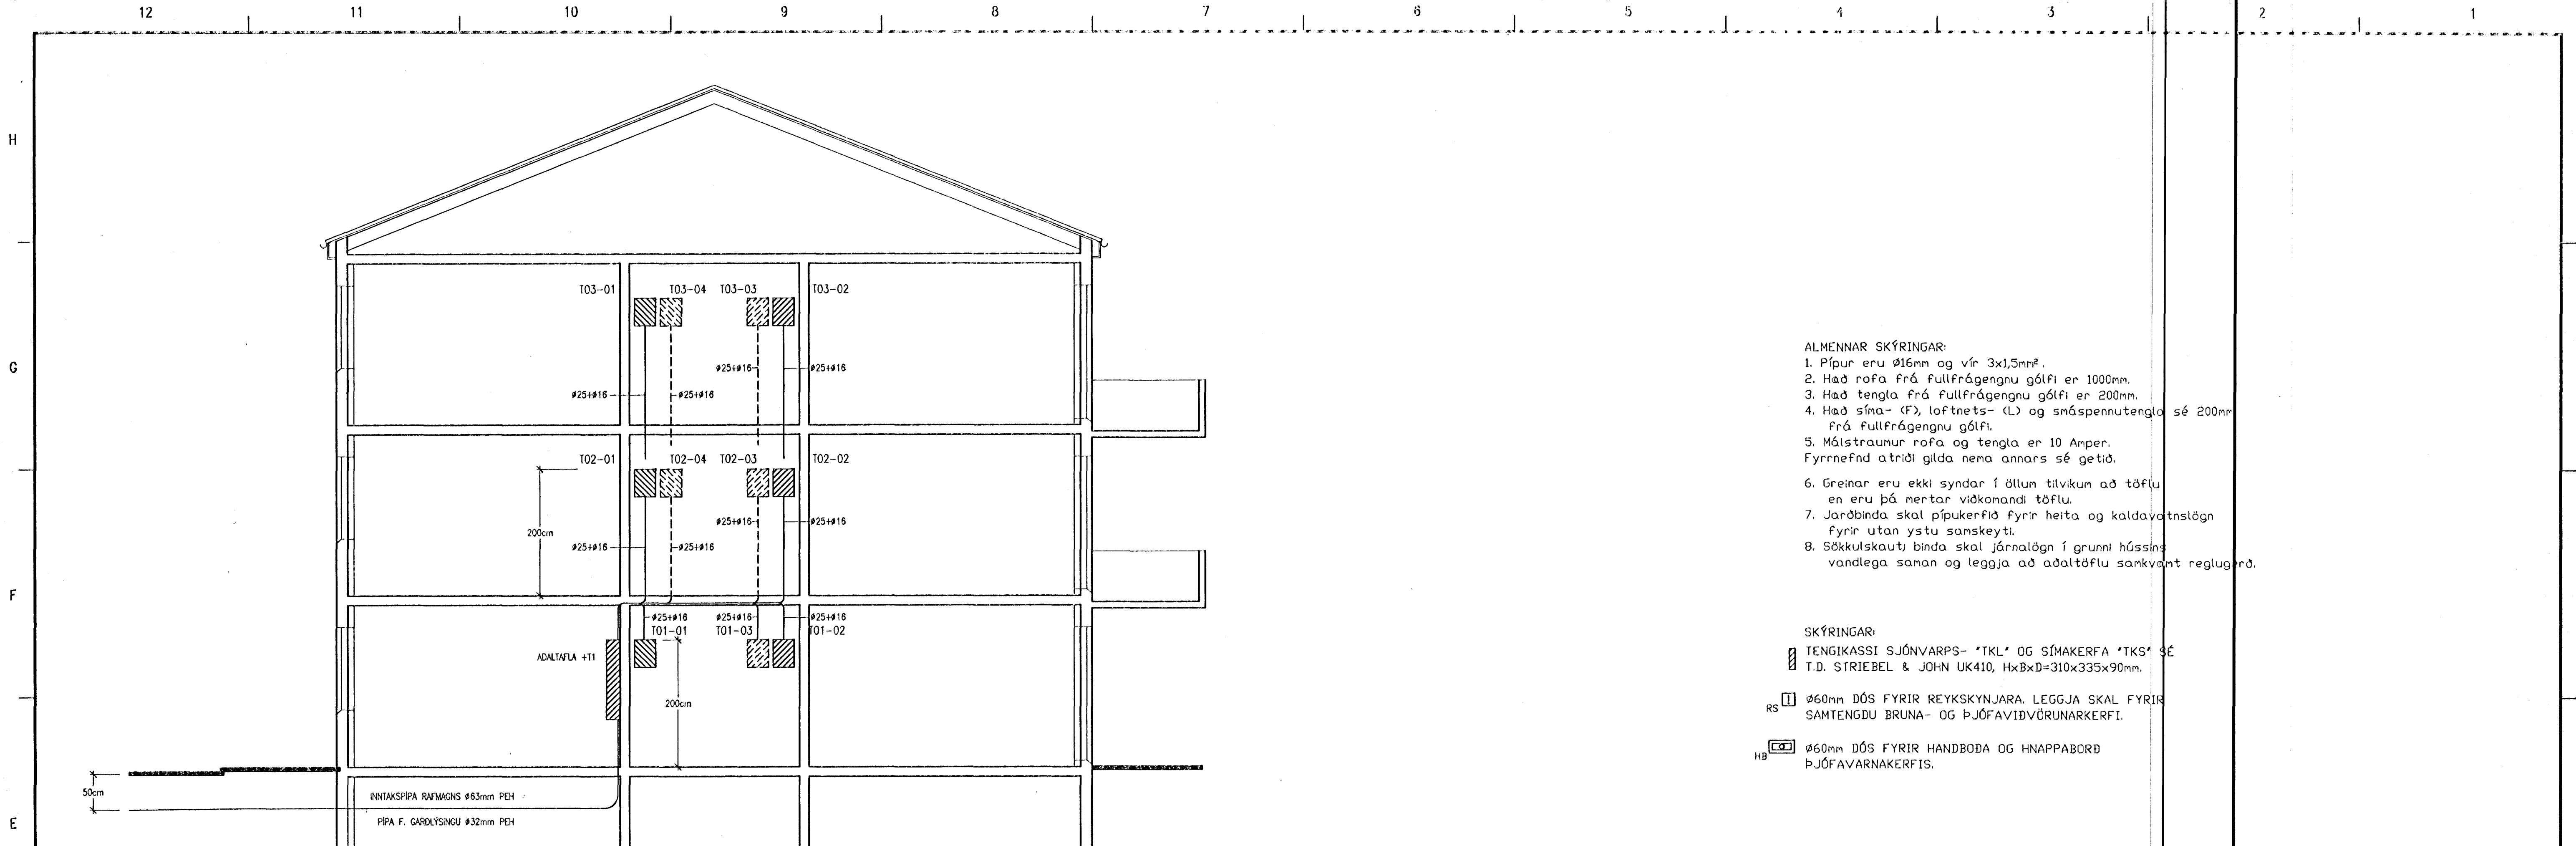 12 11 10 9 8 7 6 5 4 3 2 1
H
G
F
E
T03-01 T03-04 T03-03 T03-02
ø25+ø16 ø25+ø16
ø25+ø16 ø25+ø16
T02-01 T02-04 T02-03 T02-02
ø25+ø16 ø25+ø16
200cm
ø25+ø16 ø25+ø16
ø25+ø16 ø25+ø16 ø25+ø16
T01-01 T01-03 T01-02
AÐALTAFLA +T1
200cm
50cm
INNTAKSPÍPA RAFMAGNS ø63mm PEH
PÍPA F. GARÐLÝSINGU ø32mm PEH
ALMENNAR SKÝRINGAR:
1. Pípur eru Ø16mm og vír 3x1,5mm².
2. Hæð rofa frá fullfrágengnu gólfi er 1000mm.
3. Hæð tengla frá fullfrágengnu gólfi er 200mm.
4. Hæð síma- (F), loftnets- (L) og smáspennutengla sé 200mm
frá fullfrágengnu gólfi.
5. Málstraumur rofa og tengla er 10 Amper.
Fyrrnefnd atriði gilda nema annars sé getið.
6. Greinar eru ekki syndar í öllum tilvikum að töflu
en eru þá mertar viðkomandi töflu.
7. Jarðbinda skal pípukerfið fyrir heita og kaldavatnslögn
fyrir utan ystu samskeyti.
8. Sökkulskaut; binda skal járnalögn í grunni hússins
vandlega saman og leggja að aðaltöflu samkvæmt reglugerð.
SKÝRINGAR:
TENGIKASSI SJÓNVARPS- "TKL" OG SÍMAKERFA "TKS" SÉ
T.D. STRIEBEL & JOHN UK410, HxBxD=310x335x90mm.
RS ø60mm DÓS FYRIR REYKSKYNJARA. LEGGJA SKAL FYRIR
SAMTENGDU BRUNA- OG ÞJÓFAVIÐVÖRUNARKERFI.
HB ø60mm DÓS FYRIR HANDBOÐA OG HNAPPABORÐ
ÞJÓFAVARNAKERFIS.